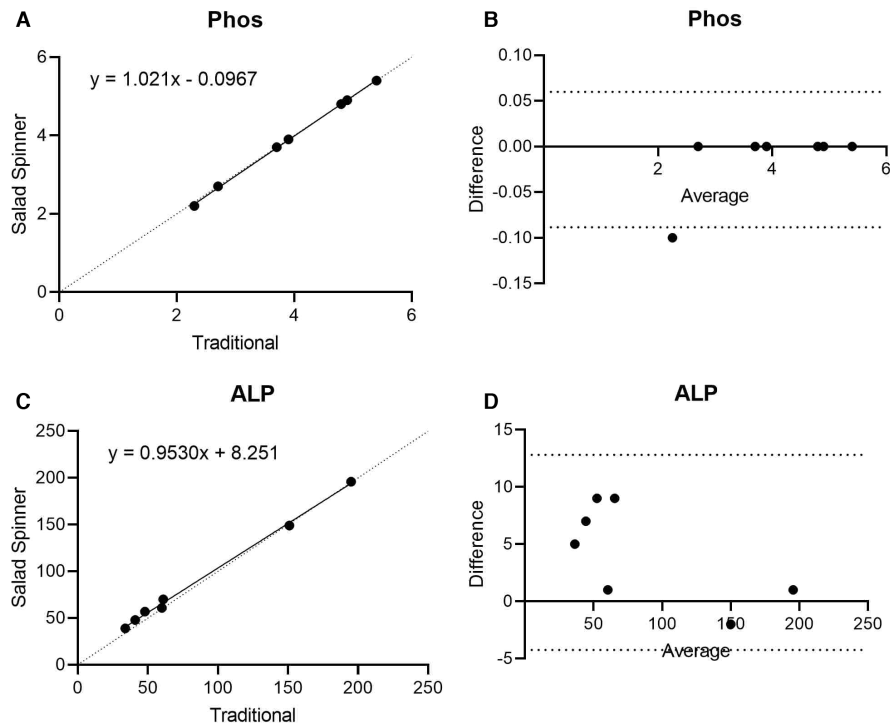 A
Phos
y = 1.021x - 0.0967
Salad Spinner
6
4
2
0
0 2 4 6
Traditional
B
Phos
Difference
0.10
0.05
0.00
-0.05
-0.10
-0.15
2 4 6
Average
C
ALP
y = 0.9530x + 8.251
Salad Spinner
250
200
150
100
50
0
0 50 100 150 200 250
Traditional
D
ALP
Difference
15
10
5
0
-5
50 100 150 200 250
Average